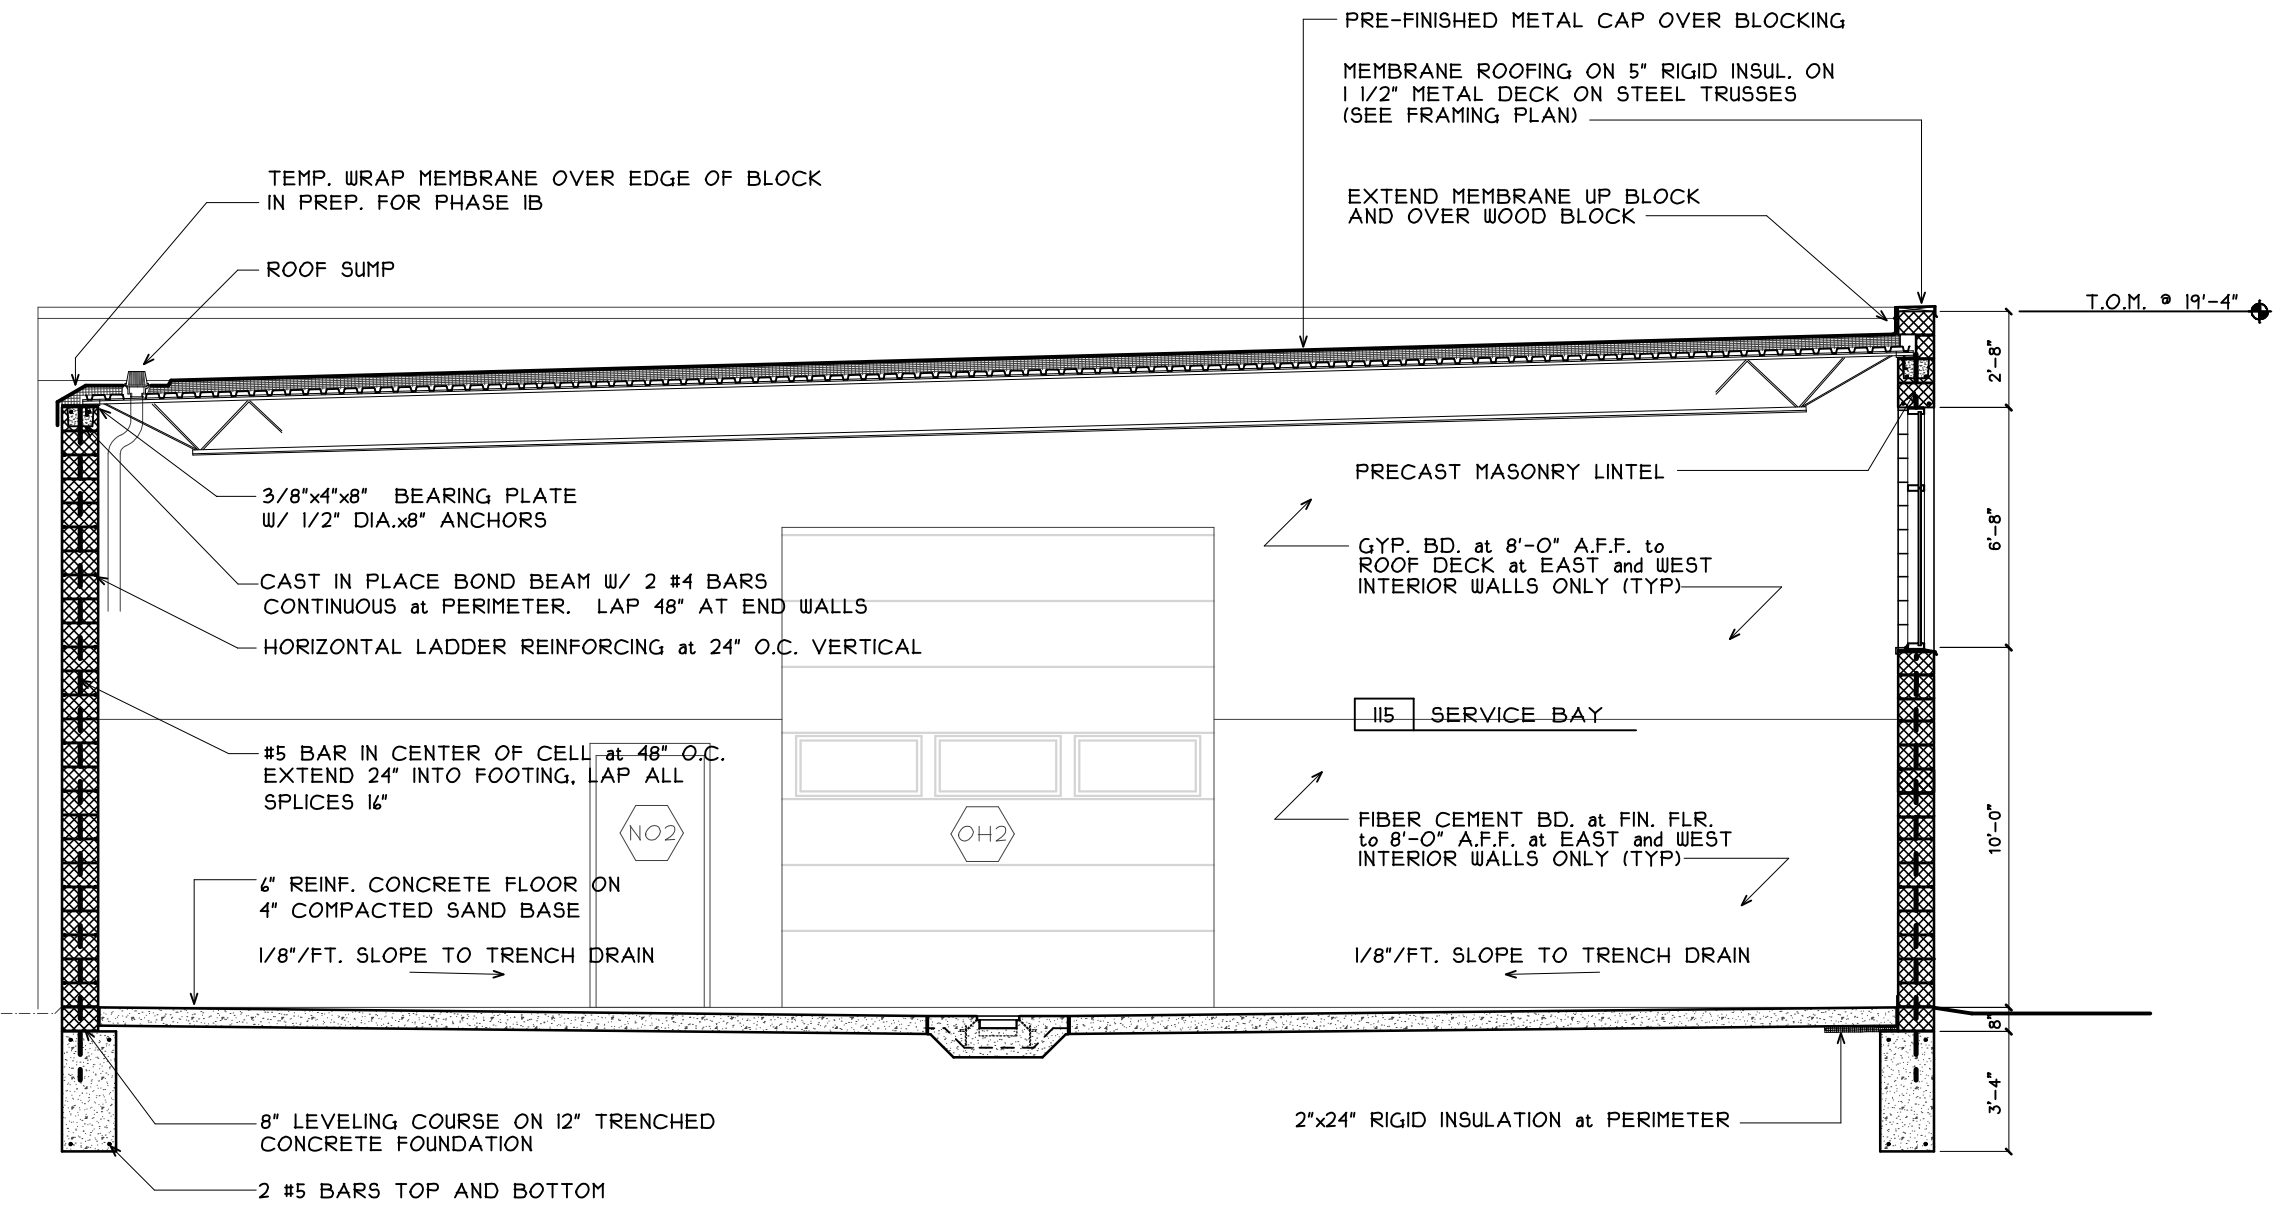 PRE-FINISHED METAL CAP OVER BLOCKING
MEMBRANE ROOFING ON 5" RIGID INSUL. ON
1 1/2" METAL DECK ON STEEL TRUSSES
(SEE FRAMING PLAN)
TEMP. WRAP MEMBRANE OVER EDGE OF BLOCK
IN PREP. FOR PHASE 1B
EXTEND MEMBRANE UP BLOCK
AND OVER WOOD BLOCK
ROOF SUMP
T.O.M. @ 19'-4"
2'-8"
PRECAST MASONRY LINTEL
3/8"x4"x8" BEARING PLATE
W/ 1/2" DIA.x8" ANCHORS
6'-8"
GYP. BD. at 8'-0" A.F.F. to
ROOF DECK at EAST and WEST
INTERIOR WALLS ONLY (TYP)
CAST IN PLACE BOND BEAM W/ 2 #4 BARS
CONTINUOUS at PERIMETER. LAP 48" AT END WALLS
HORIZONTAL LADDER REINFORCING at 24" O.C. VERTICAL
115 SERVICE BAY
#5 BAR IN CENTER OF CELL at 48" O.C.
EXTEND 24" INTO FOOTING, LAP ALL
SPLICES 16"
NO2
OH2
FIBER CEMENT BD. at FIN. FLR.
to 8'-0" A.F.F. at EAST and WEST
INTERIOR WALLS ONLY (TYP)
10'-0"
6" REINF. CONCRETE FLOOR ON
4" COMPACTED SAND BASE
1/8"/FT. SLOPE TO TRENCH DRAIN
1/8"/FT. SLOPE TO TRENCH DRAIN
8"
3'-4"
8" LEVELING COURSE ON 12" TRENCHED
CONCRETE FOUNDATION
2"x24" RIGID INSULATION at PERIMETER
2 #5 BARS TOP AND BOTTOM